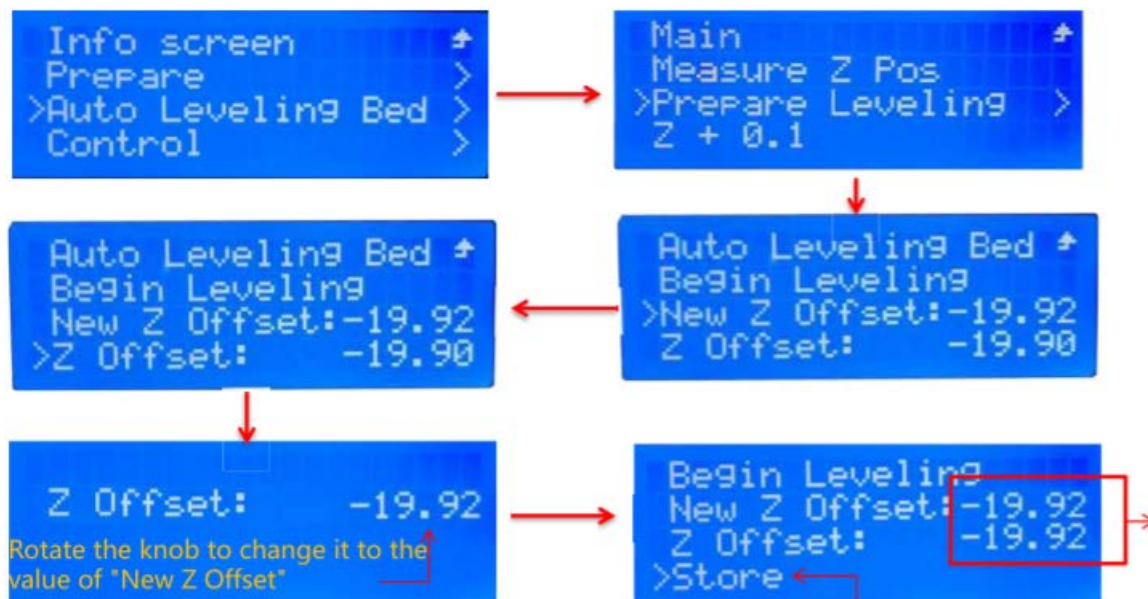 Info screen
Prepare >
>Auto Leveling Bed >
Control >
Main
Measure Z Pos
>Prepare Leveling >
Z + 0.1
Auto Leveling Bed
Begin Leveling
>New Z Offset:-19.92
Z Offset: -19.90
Auto Leveling Bed
Begin Leveling
New Z Offset:-19.92
>Z Offset: -19.90
Z Offset: -19.92
Rotate the knob to change it to the
value of "New Z Offset"
Begin Leveling
New Z Offset:-19.92
Z Offset: -19.92
>Store